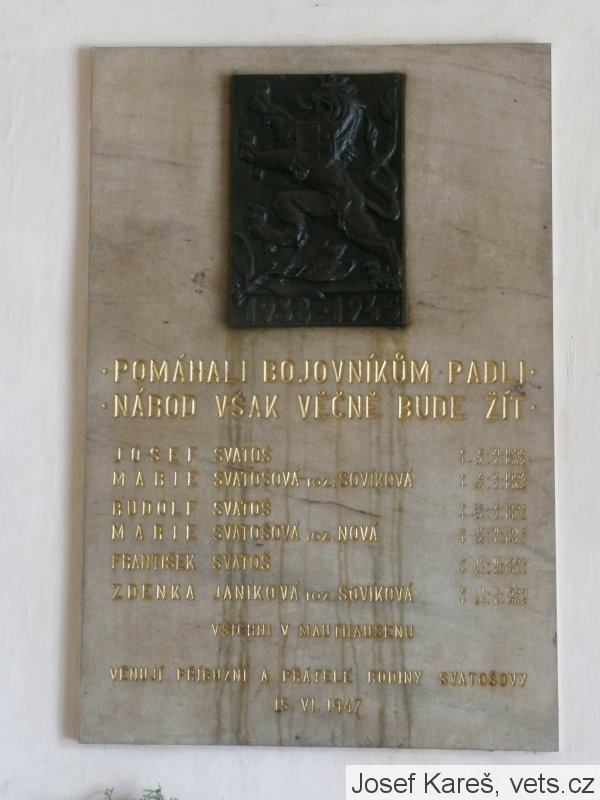 1938-1945
· POMÁHALI BOJOVNÍKŮM PADLI ·
· NÁROD VŠAK VĚČNĚ BUDE ŽÍT ·
JOSEF SVATOŠ
MARIE SVATOŠOVÁ roz. SOVÍKOVÁ
RUDOLF SVATOŠ
MARIE SVATOŠOVÁ roz. NOVÁ
FRANTIŠEK SVATOŠ
ZDENKA JANÍKOVÁ roz. SOVÍKOVÁ
VŠICHNI V MAUTHAUSENU
VĚNUJÍ PŘÍBUZNÍ A PŘÁTELÉ RODINY SVATOŠOVY
15. VI. 1947
Josef Kareš, vets.cz